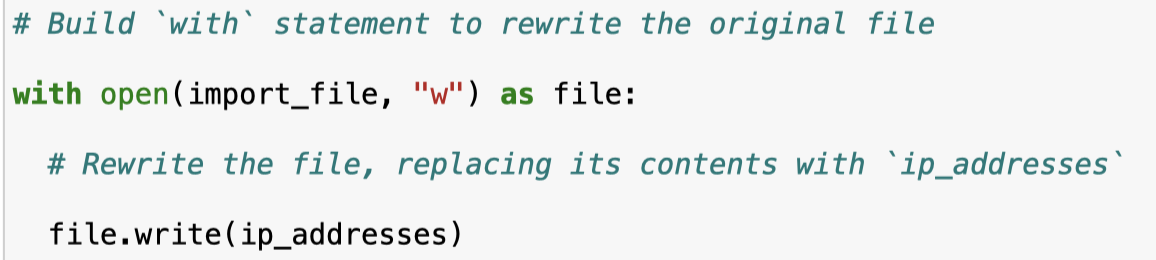 # Build `with` statement to rewrite the original file
with open(import_file, "w") as file:
# Rewrite the file, replacing its contents with `ip_addresses`
file.write(ip_addresses)